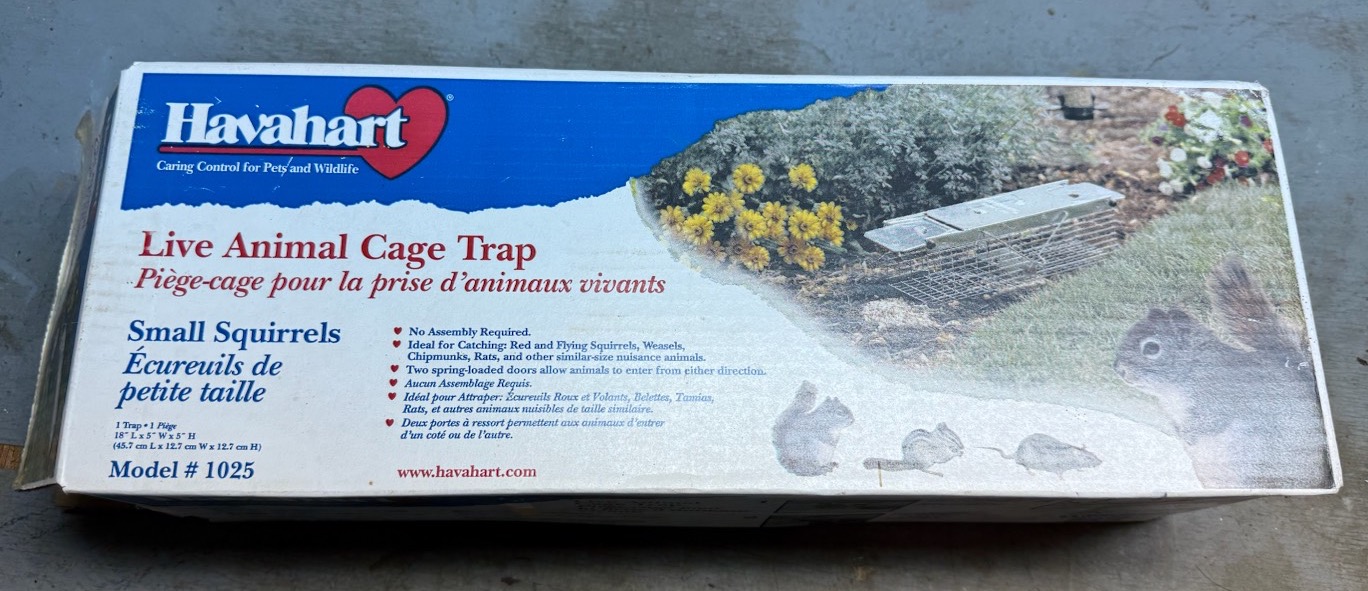 Havahart®
Caring Control for Pets and Wildlife
Live Animal Cage Trap
Piège-cage pour la prise d'animaux vivants
Small Squirrels
Écureuils de
petite taille
1 Trap • 1 Piège
18" L x 5" W x 5" H
(45.7 cm L x 12.7 cm W x 12.7 cm H)
Model # 1025
No Assembly Required.
Ideal for Catching: Red and Flying Squirrels, Weasels,
Chipmunks, Rats, and other similar-size nuisance animals.
Two spring-loaded doors allow animals to enter from either direction.
Aucun Assemblage Requis.
Idéal pour Attraper: Écureuils Roux et Volants, Belettes, Tamias,
Rats, et autres animaux nuisibles de taille similaire.
Deux portes à ressort permettent aux animaux d'entrer
d'un coté ou de l'autre.
www.havahart.com